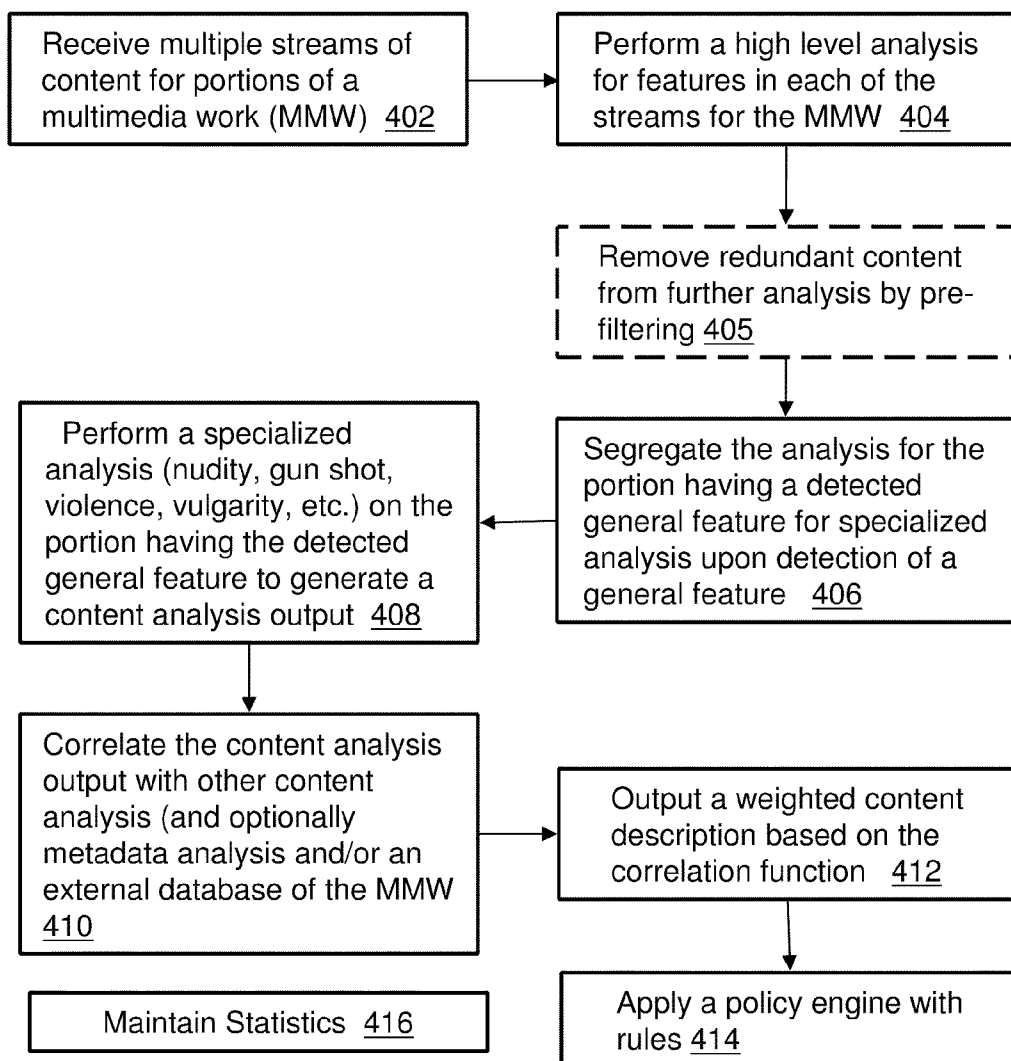 Receive multiple streams of
content for portions of a
multimedia work (MMW) 402
Perform a high level analysis
for features in each of the
streams for the MMW 404
Remove redundant content
from further analysis by pre-
filtering 405
Segregate the analysis for the
portion having a detected
general feature for specialized
analysis upon detection of a
general feature 406
Perform a specialized
analysis (nudity, gun shot,
violence, vulgarity, etc.) on the
portion having the detected
general feature to generate a
content analysis output 408
Correlate the content analysis
output with other content
analysis (and optionally
metadata analysis and/or an
external database of the MMW
410
Output a weighted content
description based on the
correlation function 412
Apply a policy engine with
rules 414
Maintain Statistics 416